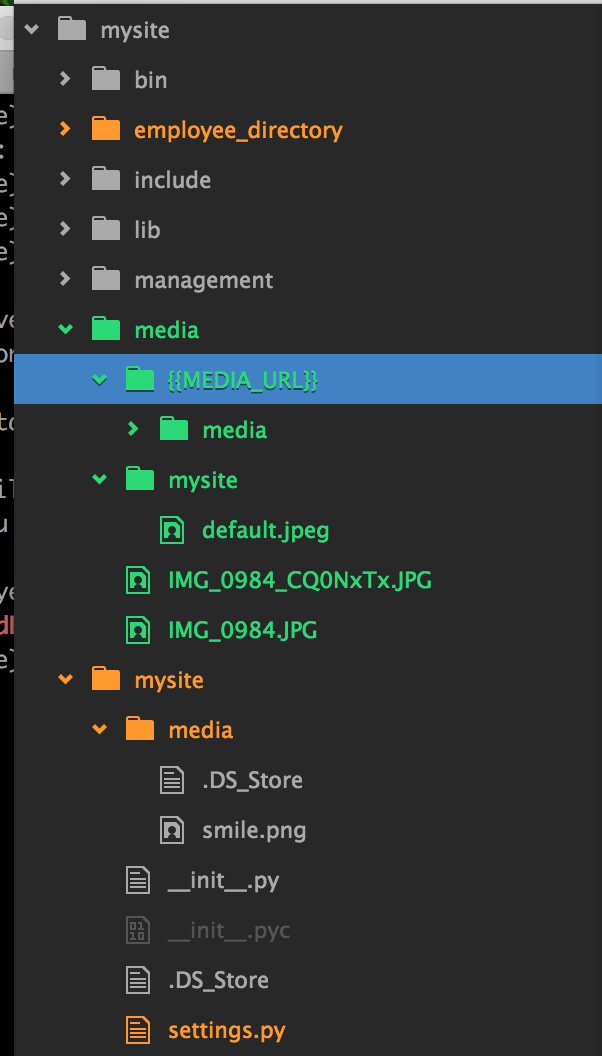 mysite
bin
employee_directory
include
lib
management
media
{{MEDIA_URL}}
media
mysite
default.jpeg
IMG_0984_CQ0NxTx.JPG
IMG_0984.JPG
mysite
media
.DS_Store
smile.png
__init__.py
__init__.pyc
.DS_Store
settings.py